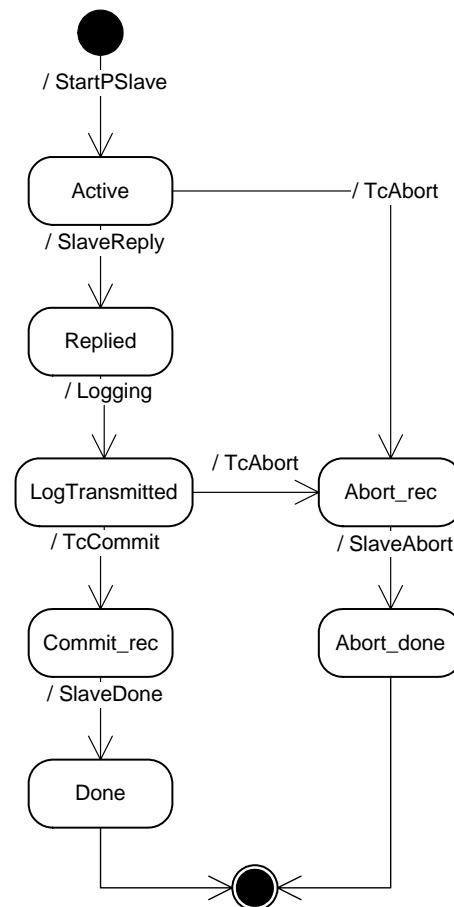 / StartPSlave
Active
/ TcAbort
/ SlaveReply
Replied
/ Logging
/ TcAbort
LogTransmitted
Abort_rec
/ TcCommit
/ SlaveAbort
Commit_rec
Abort_done
/ SlaveDone
Done